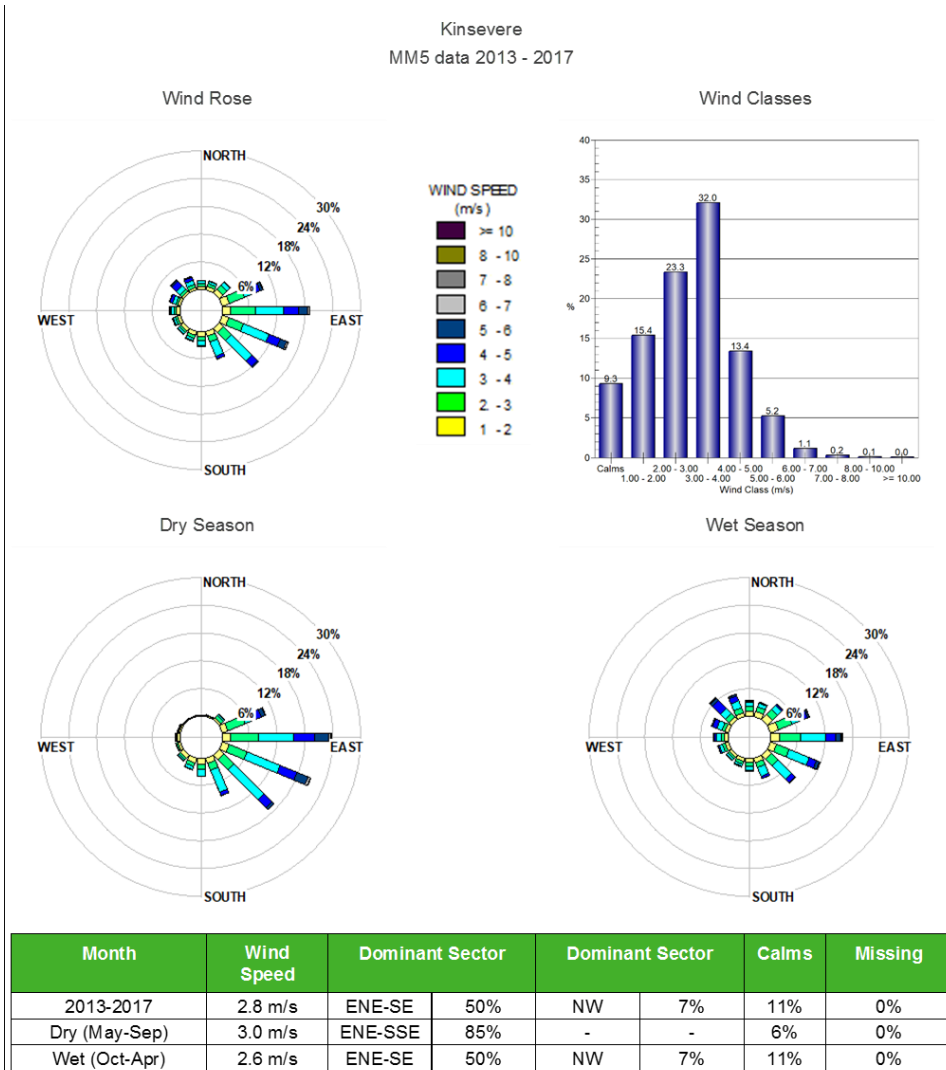 Kinsevere
MM5 data 2013 - 2017
Wind Rose
NORTH
30%
24%
18%
12%
6%
WEST
EAST
SOUTH
WIND SPEED
(m/s)
>= 10
8 - 10
7 - 8
6 - 7
5 - 6
4 - 5
3 - 4
2 - 3
1 - 2
Wind Classes
40
35
30
25
20
15
10
5
0
%
9.3
15.4
23.3
32.0
13.4
5.2
1.1
0.2
0.1
0.0
Calms 2.00 - 3.00 4.00 - 5.00 6.00 - 7.00 8.00 - 10.00
1.00 - 2.00 3.00 - 4.00 5.00 - 6.00 7.00 - 8.00 >= 10.00
Wind Class (m/s)
Dry Season
NORTH
30%
24%
18%
12%
6%
WEST
EAST
SOUTH
Wet Season
NORTH
30%
24%
18%
12%
6%
WEST
EAST
SOUTH
Month Wind Speed Dominant Sector Dominant Sector Calms Missing
2013-2017 2.8 m/s ENE-SE 50% NW 7% 11% 0%
Dry (May-Sep) 3.0 m/s ENE-SSE 85% - - 6% 0%
Wet (Oct-Apr) 2.6 m/s ENE-SE 50% NW 7% 11% 0%